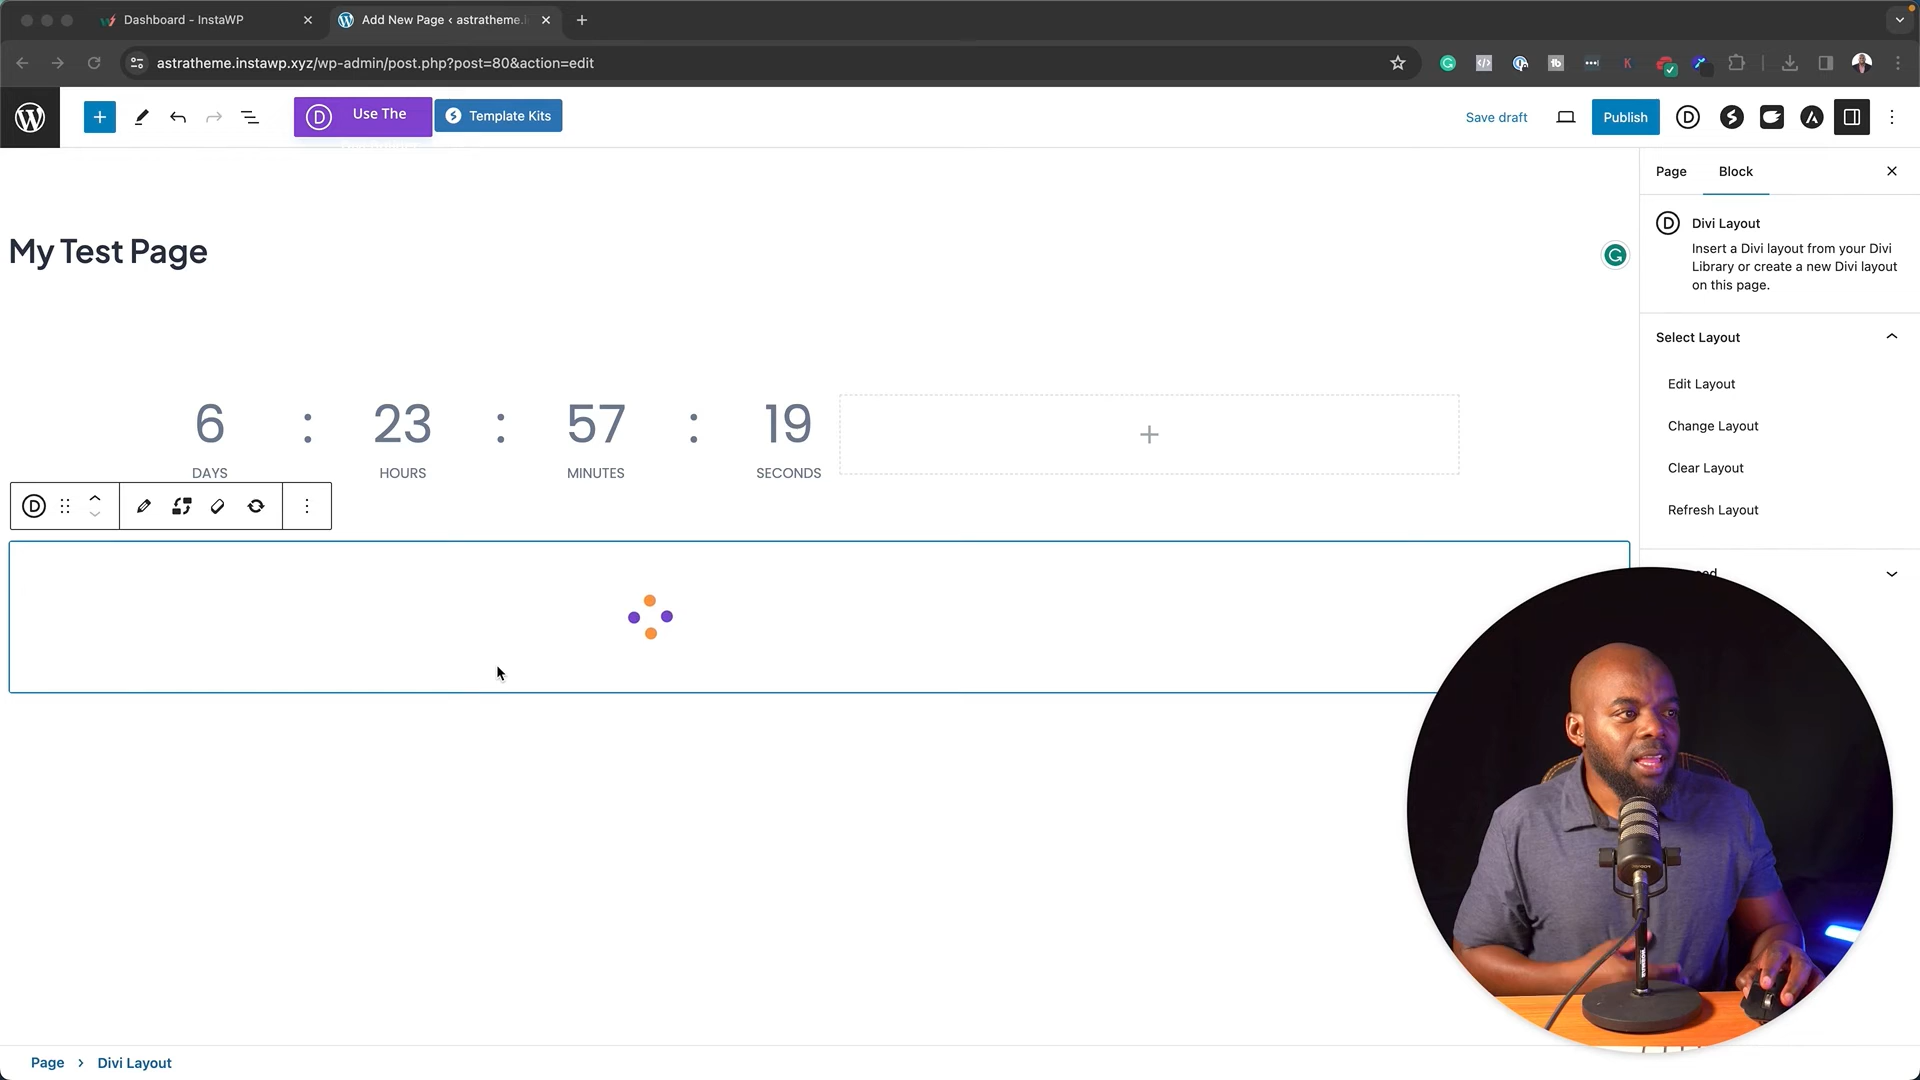 Dashboard - InstaWP
Add New Page ‹ astratheme.i
astratheme.instawp.xyz/wp-admin/post.php?post=80&action=edit
Use The
Template Kits
Save draft
Publish
Page
Block
My Test Page
Divi Layout
Insert a Divi layout from your Divi
Library or create a new Divi layout
on this page.
Select Layout
Edit Layout
Change Layout
Clear Layout
Refresh Layout
6 : 23 : 57 : 19
DAYS HOURS MINUTES SECONDS
Page › Divi Layout